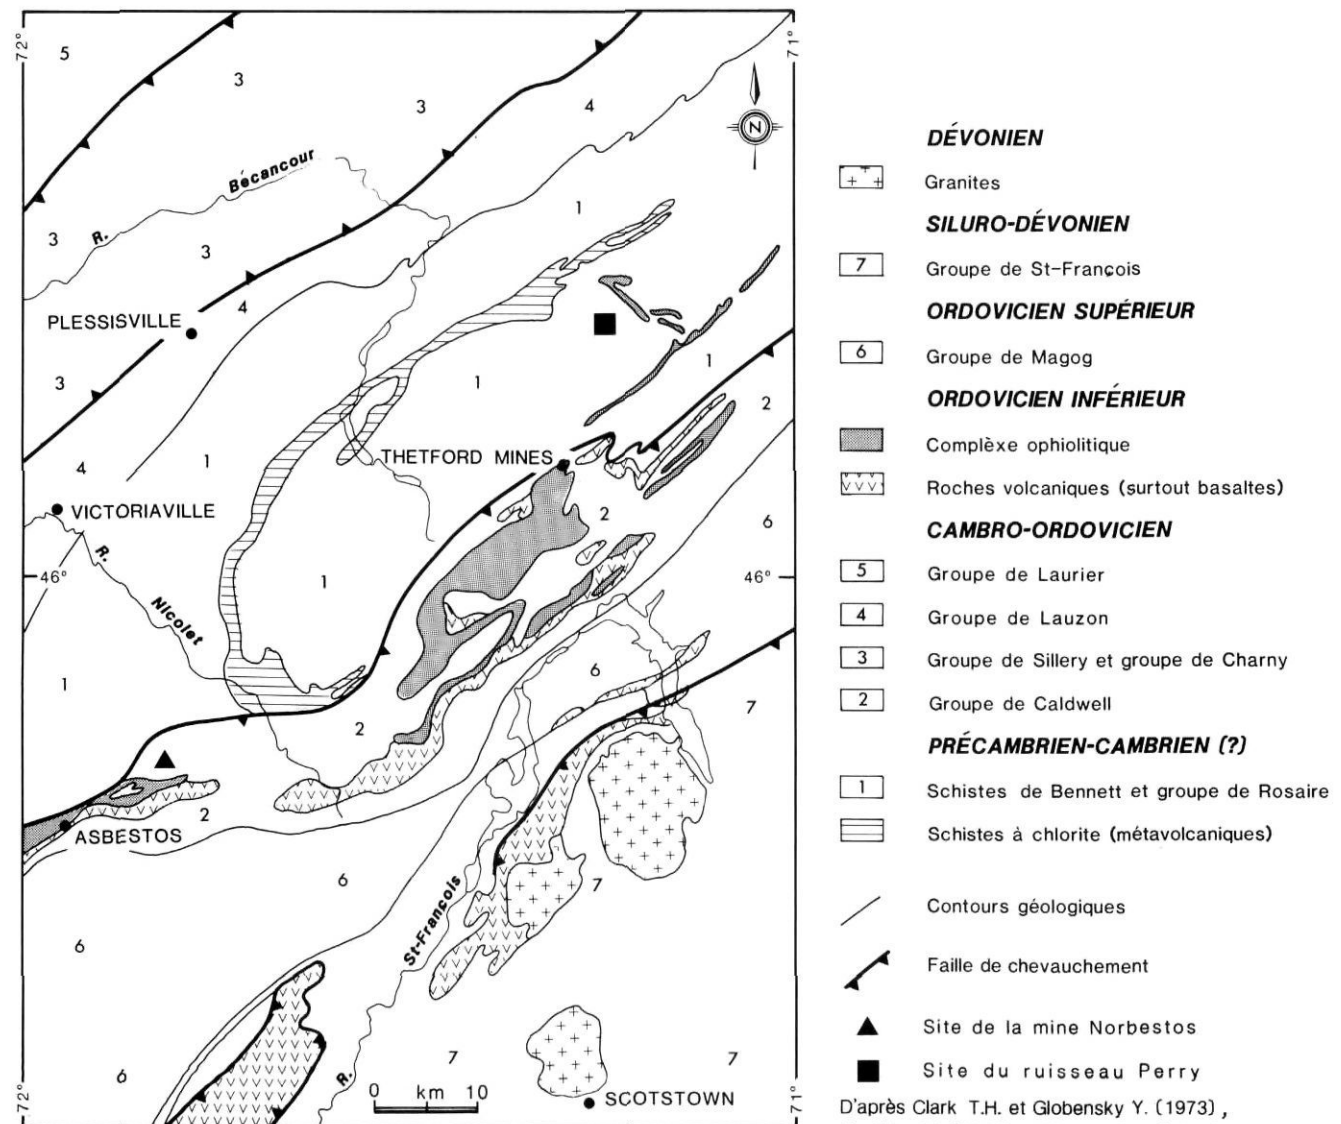 72°
71°
5
3
3
4
N
R. Bécancour
3
3
1
4
PLESSISVILLE
3
1
1
2
4
1
THETFORD MINES
VICTORIAVILLE
2
6
46°
46°
R. Nicolet
1
1
6
7
2
2
ASBESTOS
6
7
6
R. St-François
6
7
7
0 km 10
SCOTSTOWN
72°
71°
DÉVONIEN
Granites
SILURO-DÉVONIEN
7 Groupe de St-François
ORDOVICIEN SUPÉRIEUR
6 Groupe de Magog
ORDOVICIEN INFÉRIEUR
Complèxe ophiolitique
Roches volcaniques (surtout basaltes)
CAMBRO-ORDOVICIEN
5 Groupe de Laurier
4 Groupe de Lauzon
3 Groupe de Sillery et groupe de Charny
2 Groupe de Caldwell
PRÉCAMBRIEN-CAMBRIEN (?)
1 Schistes de Bennett et groupe de Rosaire
Schistes à chlorite (métavolcaniques)
Contours géologiques
Faille de chevauchement
Site de la mine Norbestos
Site du ruisseau Perry
D'après Clark T.H. et Globensky Y. (1973),